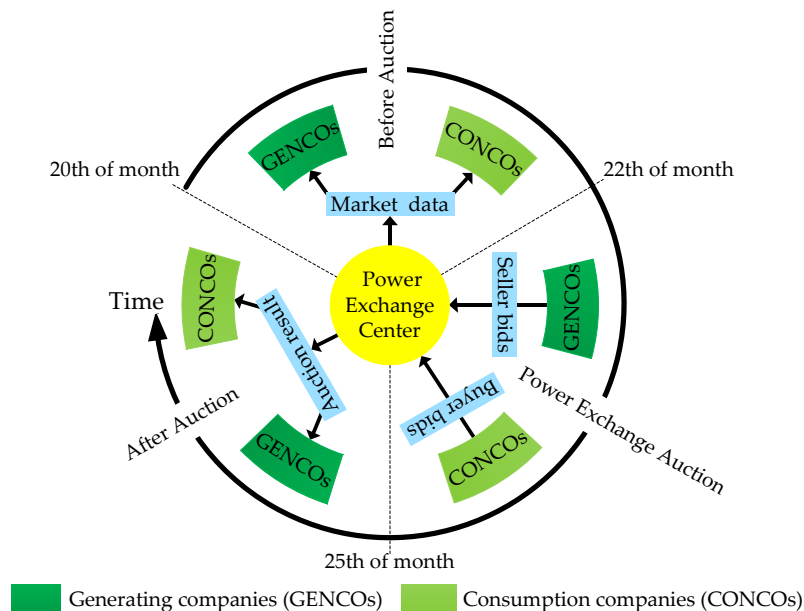 Before Auction
GENCOs
CONCOs
20th of month
22th of month
Market data
Power
Exchange
Center
Seller bids
GENCOs
CONCOs
Time
Auction result
Buyer bids
Power Exchange Auction
After Auction
GENCOs
CONCOs
25th of month
Generating companies (GENCOs)
Consumption companies (CONCOs)